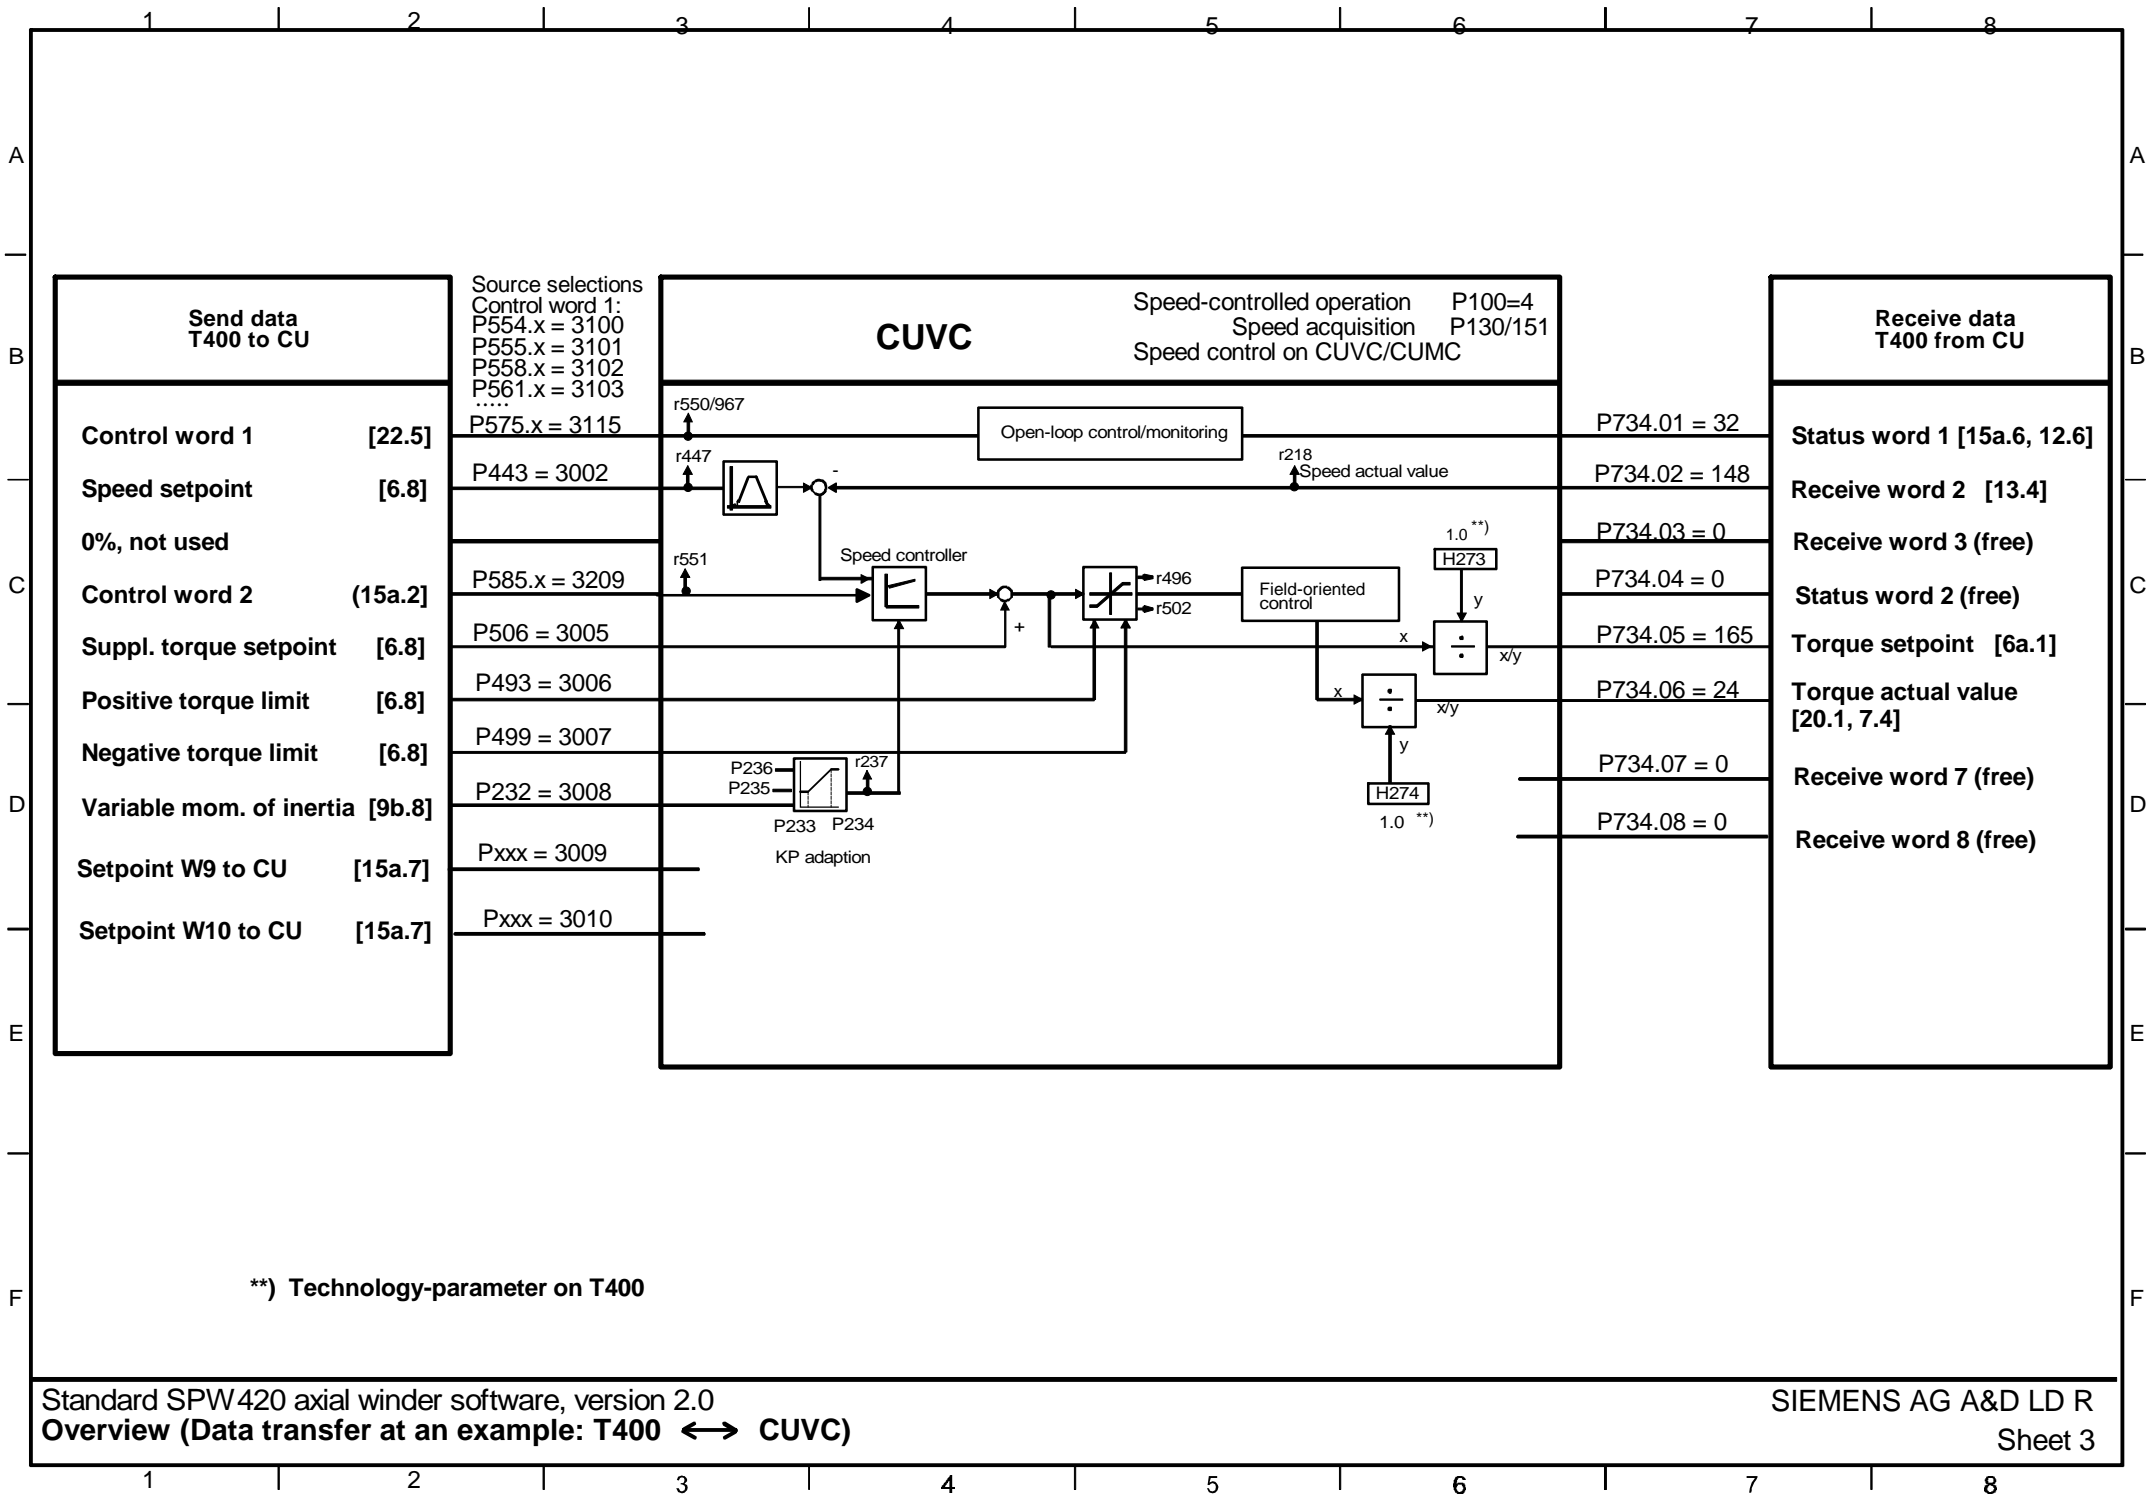 1 2 3 4 5 6 7 8
A A
B B
C C
D D
E E
F F
Send data
T400 to CU
Control word 1 [22.5]
Speed setpoint [6.8]
0%, not used
Control word 2 (15a.2]
Suppl. torque setpoint [6.8]
Positive torque limit [6.8]
Negative torque limit [6.8]
Variable mom. of inertia [9b.8]
Setpoint W9 to CU [15a.7]
Setpoint W10 to CU [15a.7]
Source selections
Control word 1:
P554.x = 3100
P555.x = 3101
P558.x = 3102
P561.x = 3103
.....
P575.x = 3115
P443 = 3002
P585.x = 3209
P506 = 3005
P493 = 3006
P499 = 3007
P232 = 3008
Pxxx = 3009
Pxxx = 3010
CUVC
Speed-controlled operation P100=4
Speed acquisition P130/151
Speed control on CUVC/CUMC
r550/967
Open-loop control/monitoring
r447
-
r218
Speed actual value
r551
Speed controller
+
r496
r502
Field-oriented
control
1.0 **)
H273
y
x
x/y
x
x/y
y
H274
1.0 **)
P236
P235
r237
P233 P234
KP adaption
P734.01 = 32
P734.02 = 148
P734.03 = 0
P734.04 = 0
P734.05 = 165
P734.06 = 24
P734.07 = 0
P734.08 = 0
Receive data
T400 from CU
Status word 1 [15a.6, 12.6]
Receive word 2 [13.4]
Receive word 3 (free)
Status word 2 (free)
Torque setpoint [6a.1]
Torque actual value
[20.1, 7.4]
Receive word 7 (free)
Receive word 8 (free)
**) Technology-parameter on T400
Standard SPW420 axial winder software, version 2.0
Overview (Data transfer at an example: T400 ↔ CUVC)
SIEMENS AG A&D LD R
Sheet 3
1 2 3 4 5 6 7 8